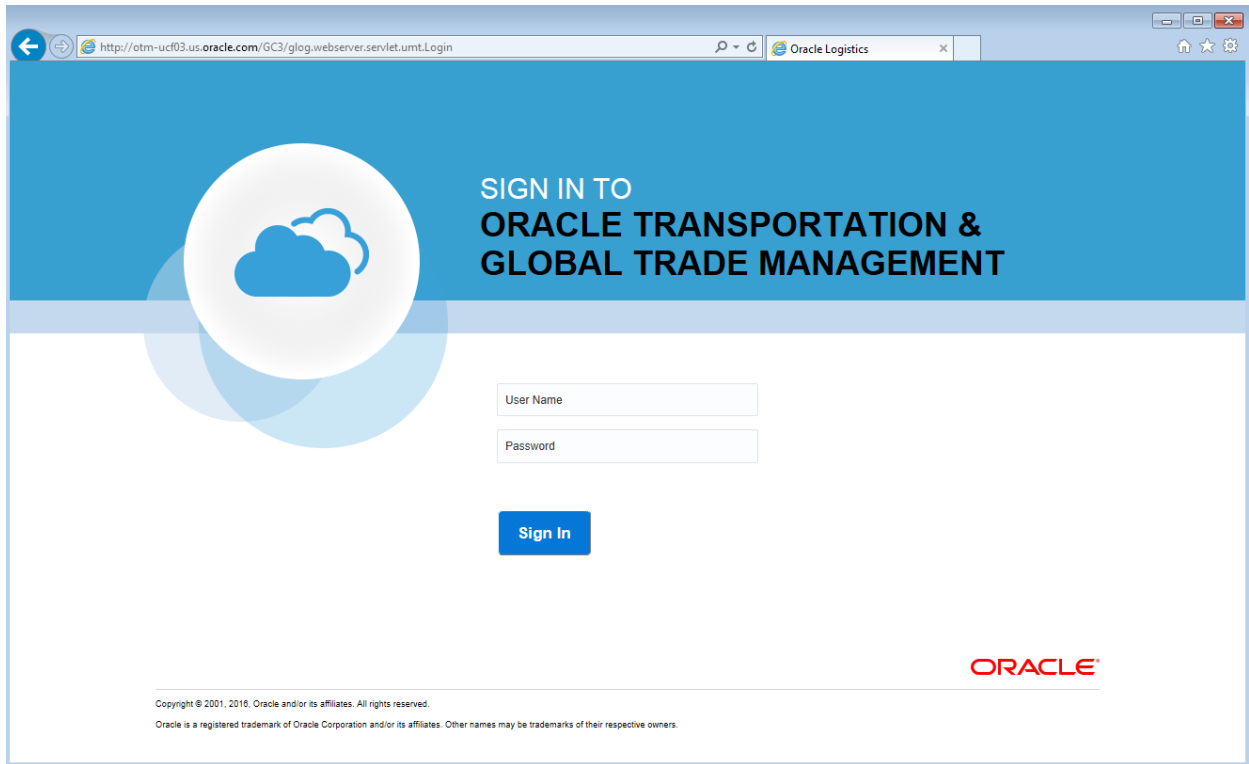 http://otm-ucf03.us.oracle.com/GC3/glog.webserver.servlet.umt.Login
Oracle Logistics
SIGN IN TO
ORACLE TRANSPORTATION &
GLOBAL TRADE MANAGEMENT
User Name
Password
Sign In
ORACLE®
Copyright © 2001, 2016, Oracle and/or its affiliates. All rights reserved.
Oracle is a registered trademark of Oracle Corporation and/or its affiliates. Other names may be trademarks of their respective owners.